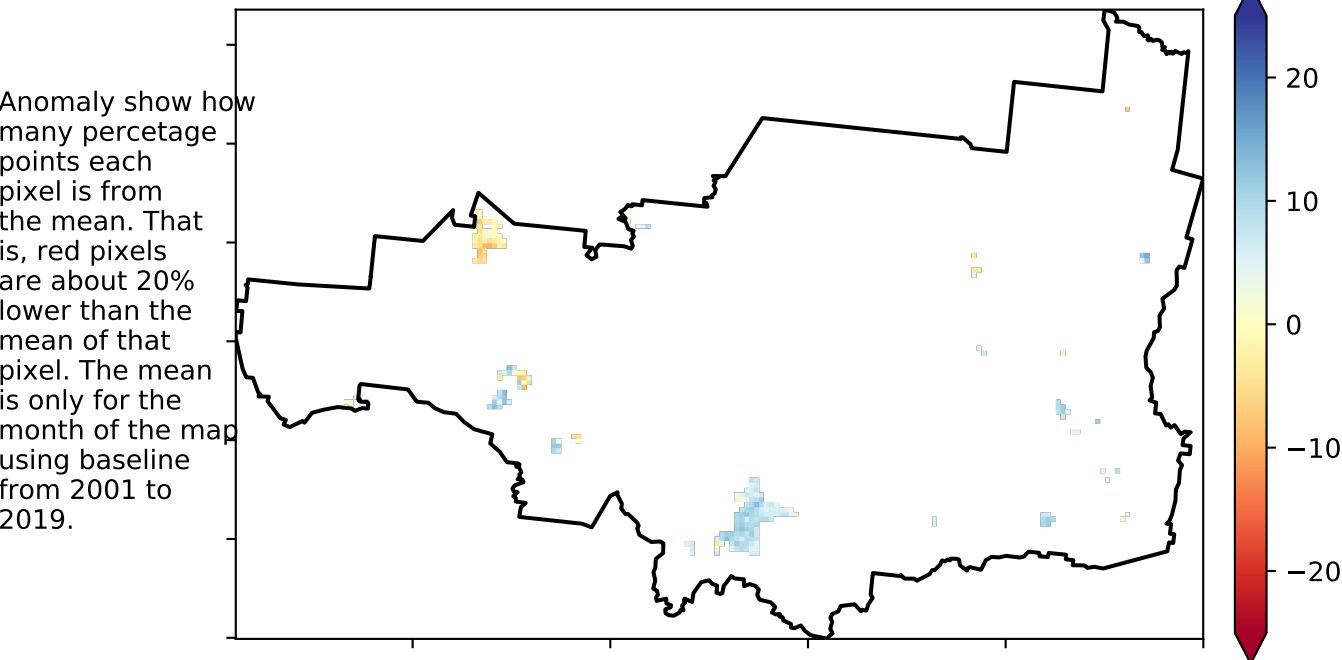 Anomaly show how
many percetage
points each
pixel is from
the mean. That
is, red pixels
are about 20%
lower than the
mean of that
pixel. The mean
is only for the
month of the map
using baseline
from 2001 to
2019.
20
10
0
−10
−20